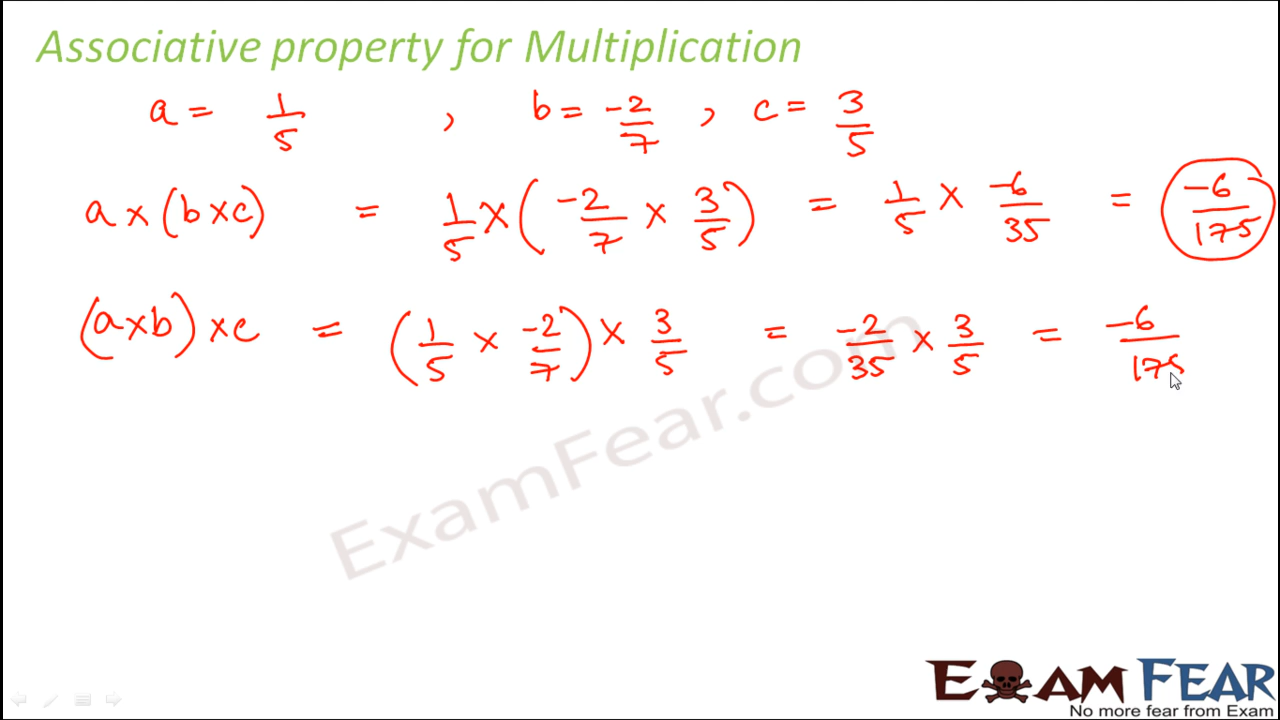 Associative property for Multiplication
a = 1/5 , b = -2/7 , c = 3/5
a × (b × c) = 1/5 × ( -2/7 × 3/5 ) = 1/5 × -6/35 = -6/175
(a × b) × c = ( 1/5 × -2/7 ) × 3/5 = -2/35 × 3/5 = -6/175
ExamFear.com
EXAM FEAR
No more fear from Exam